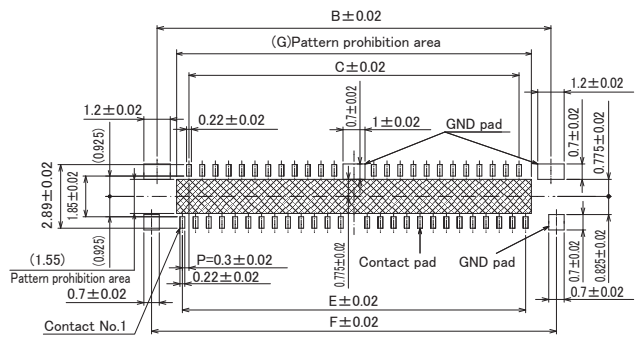 B±0.02
(G)Pattern prohibition area
C±0.02
1.2±0.02
1.2±0.02
0.22±0.02
0.7±0.02
1±0.02
GND pad
0.7±0.02
0.775±0.02
(0.925)
2.89±0.02
1.85±0.02
(0.925)
(1.55)
Pattern prohibition area
P=0.3±0.02
0.22±0.02
0.775±0.02
Contact pad
GND pad
0.7±0.02
0.825±0.02
0.7±0.02
0.7±0.02
E±0.02
Contact No.1
F±0.02